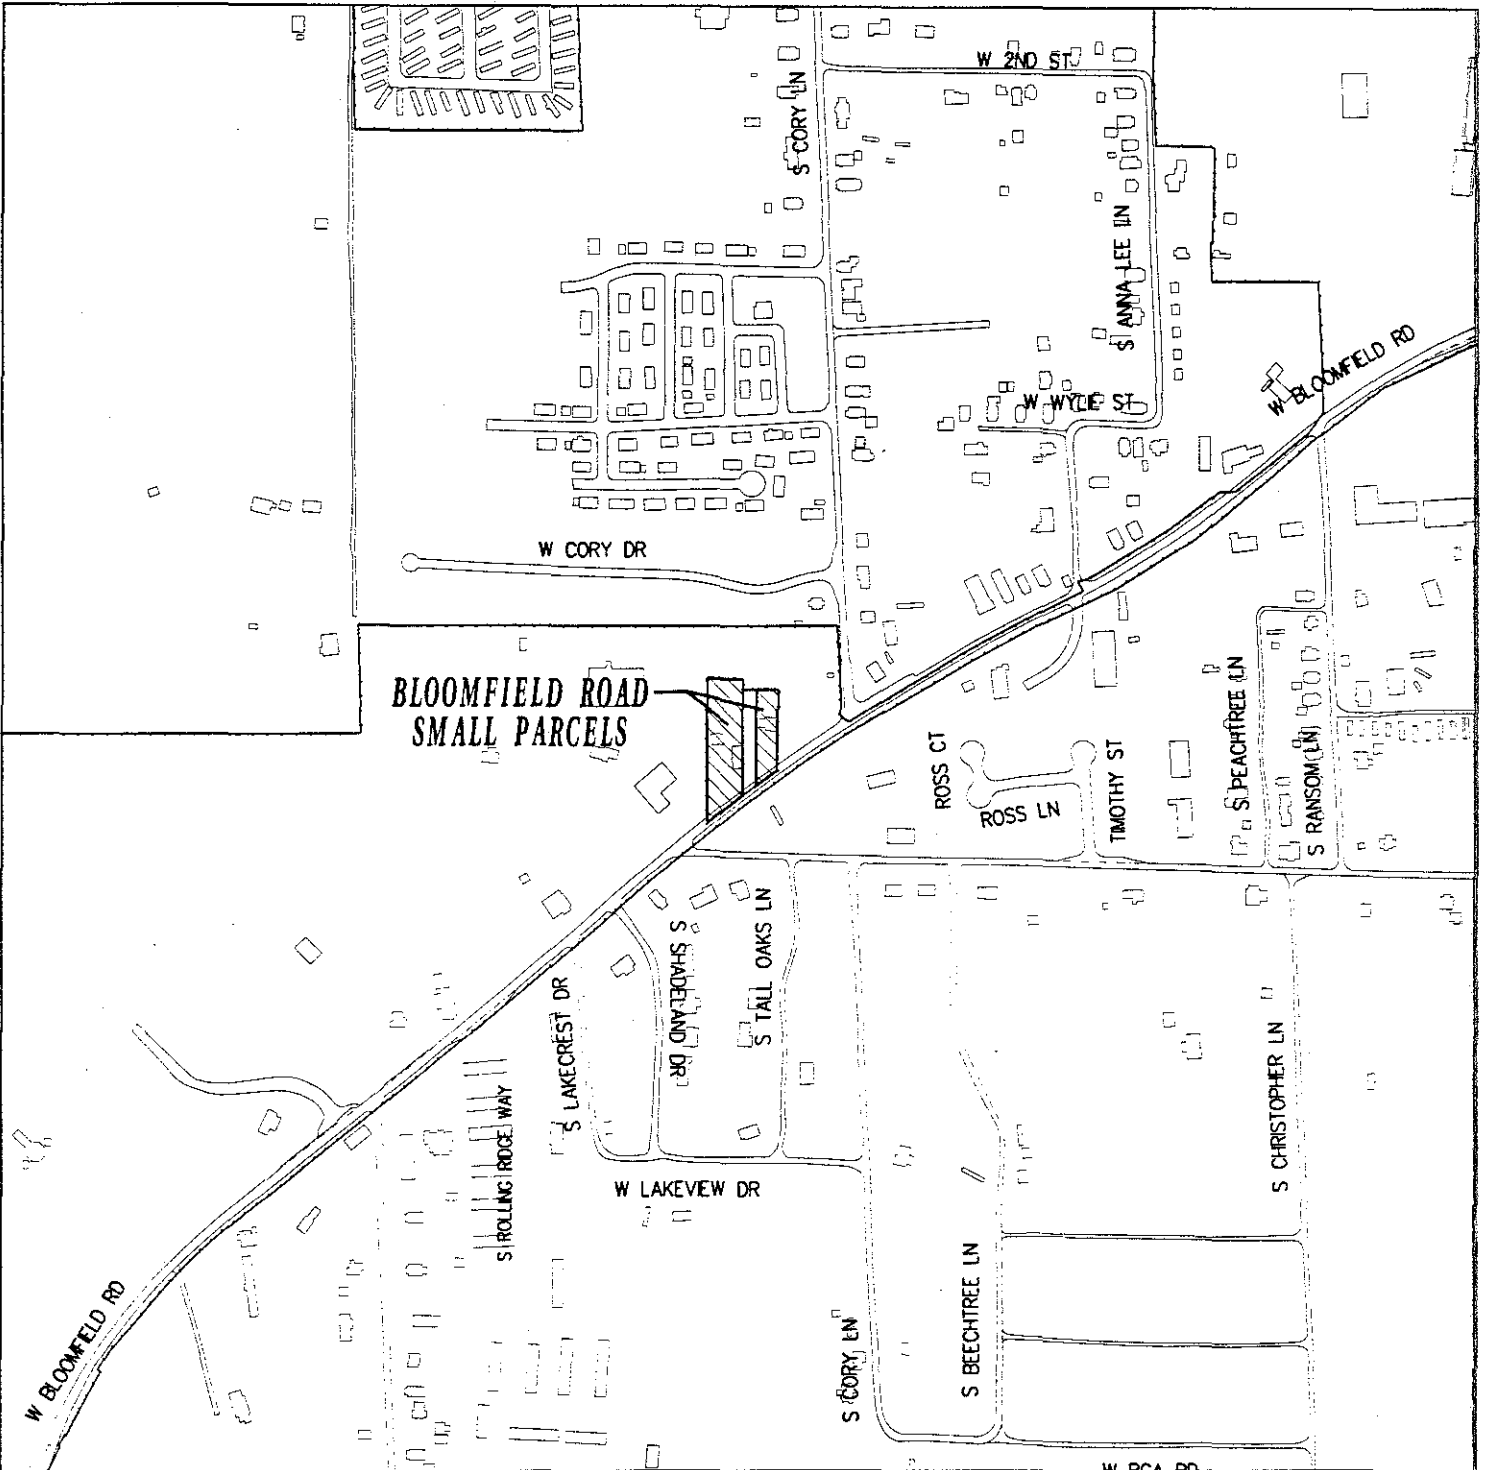 W 2ND ST
S CORY LN
S ANNA LEE LN
W BLOOMFIELD RD
W WYLIE ST
W CORY DR
BLOOMFIELD ROAD
SMALL PARCELS
ROSS CT
ROSS LN
TIMOTHY ST
S PEACHTREE LN
S RANSOM LN
S SHADELAND DR
S TALL OAKS LN
S LAKECREST DR
S ROLLING RIDGE WAY
W LAKEVIEW DR
S CHRISTOPHER LN
S BEECHTREE LN
S CORY LN
W BLOOMFIELD RD
W RCA RD